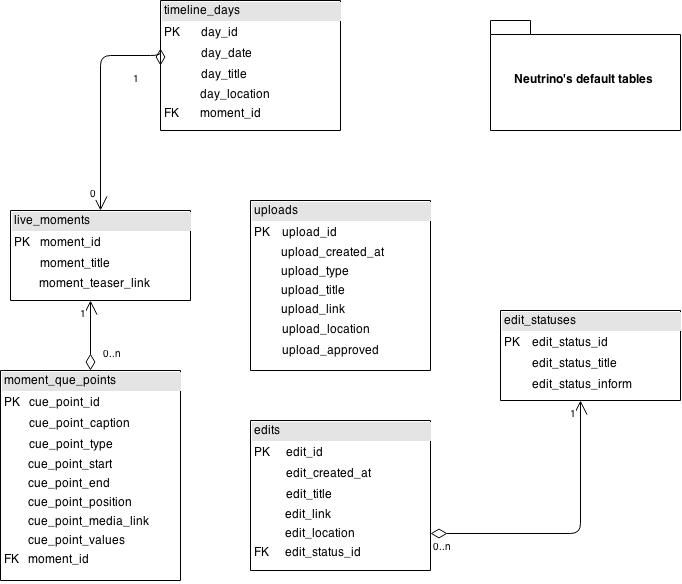 timeline_days
PK day_id
day_date
day_title
day_location
FK moment_id
Neutrino's default tables
1
0
live_moments
PK moment_id
moment_title
moment_teaser_link
1
0..n
moment_que_points
PK cue_point_id
cue_point_caption
cue_point_type
cue_point_start
cue_point_end
cue_point_position
cue_point_media_link
cue_point_values
FK moment_id
uploads
PK upload_id
upload_created_at
upload_type
upload_title
upload_link
upload_location
upload_approved
edit_statuses
PK edit_status_id
edit_status_title
edit_status_inform
1
edits
PK edit_id
edit_created_at
edit_title
edit_link
edit_location
FK edit_status_id
0..n